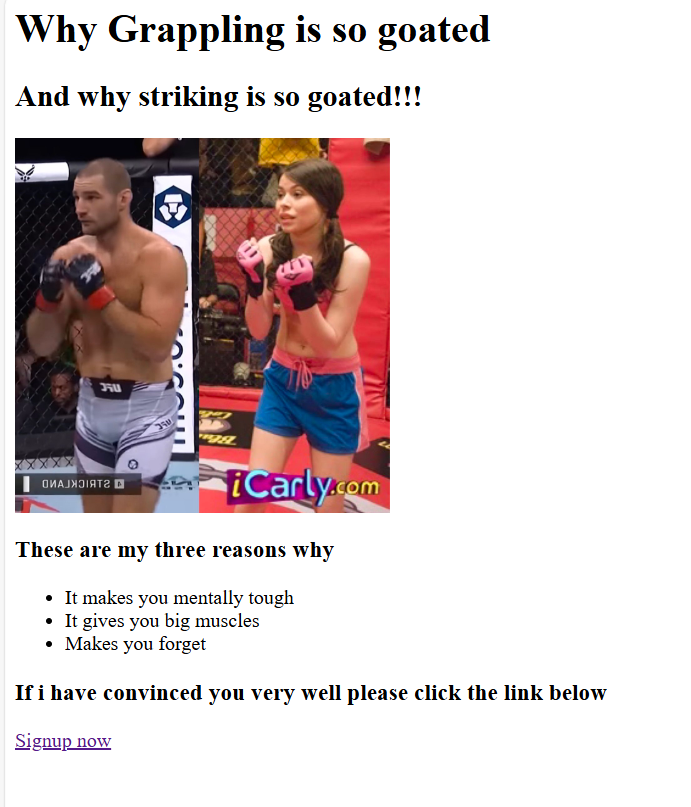 Why Grappling is so goated
And why striking is so goated!!!
UFC
UFC
4 STRICKLAND
iCarly.com
These are my three reasons why
It makes you mentally tough
It gives you big muscles
Makes you forget
If i have convinced you very well please click the link below
Signup now